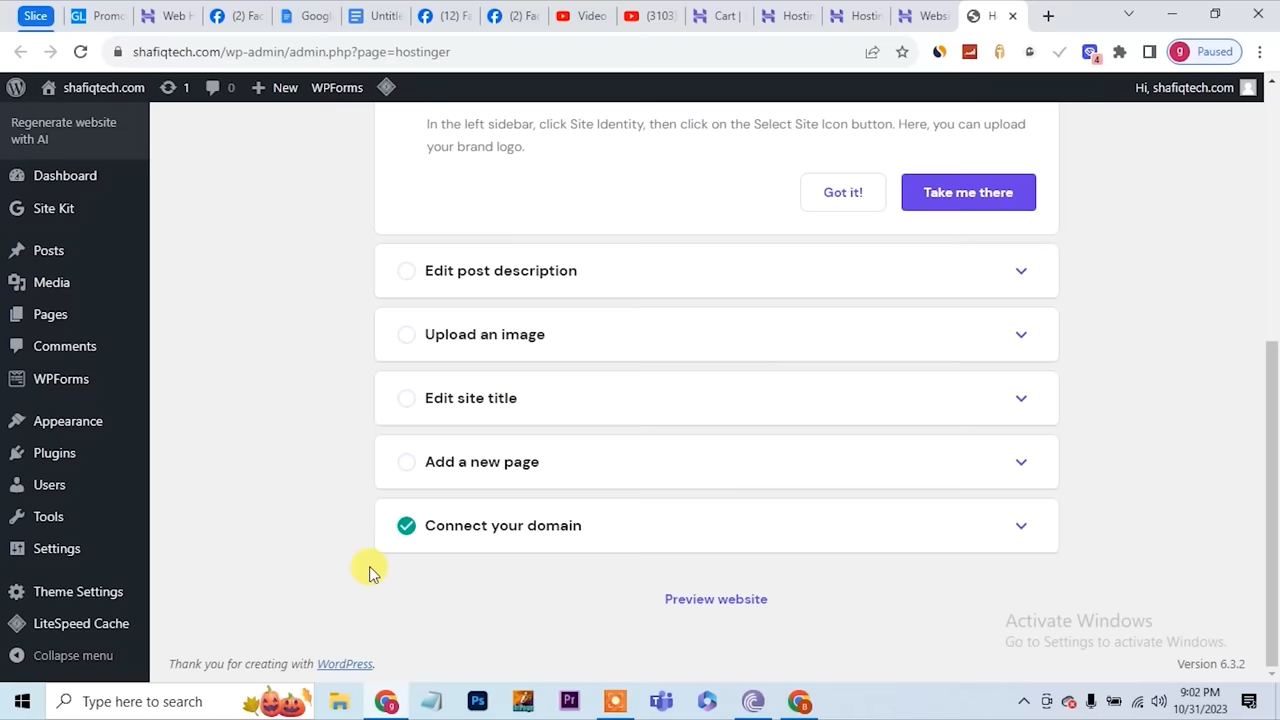 Slice
Promo
Web H
(2) Fac
Googl
Untitle
(1) Fa
(2) Fac
Video
(3103)
Cart |
Hostin
Hostin
Websi
H
shafiqtech.com/wp-admin/admin.php?page=hostinger
4
g
Paused
shafiqtech.com
1
0
New
WPForms
Hi, shafiqtech.com
Regenerate website
with AI
Dashboard
Site Kit
Posts
Media
Pages
Comments
WPForms
Appearance
Plugins
Users
Tools
Settings
Theme Settings
LiteSpeed Cache
Collapse menu
In the left sidebar, click Site Identity, then click on the Select Site Icon button. Here, you can upload
your brand logo.
Got it!
Take me there
Edit post description
Upload an image
Edit site title
Add a new page
Connect your domain
Preview website
Activate Windows
Go to Settings to activate Windows.
Thank you for creating with WordPress.
Version 6.3.2
Type here to search
Ps
Pr
9:02 PM
10/31/2023